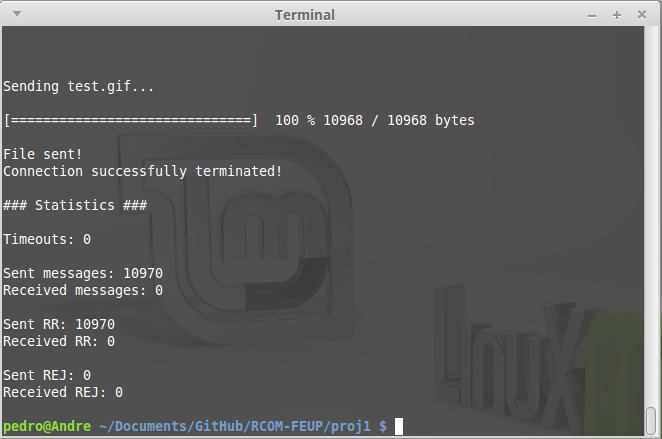 Terminal
Sending test.gif...
[==============================]  100 % 10968 / 10968 bytes
File sent!
Connection successfully terminated!
### Statistics ###
Timeouts: 0
Sent messages: 10970
Received messages: 0
Sent RR: 10970
Received RR: 0
Sent REJ: 0
Received REJ: 0
pedro@Andre ~/Documents/GitHub/RCOM-FEUP/proj1 $
LinuxM